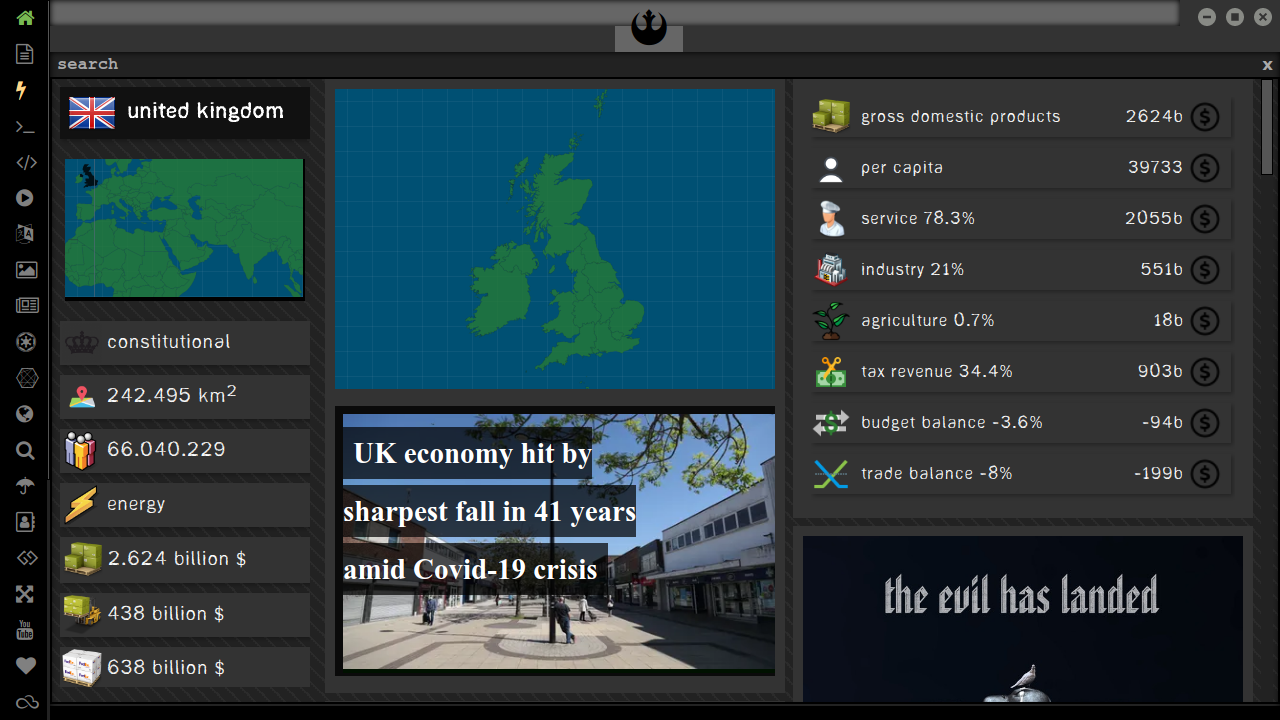 search
x
united kingdom
constitutional
242.495 km²
66.040.229
energy
2.624 billion $
438 billion $
638 billion $
UK economy hit by
sharpest fall in 41 years
amid Covid-19 crisis
gross domestic products 2624b $
per capita 39733 $
service 78.3% 2055b $
industry 21% 551b $
agriculture 0.7% 18b $
tax revenue 34.4% 903b $
budget balance -3.6% -94b $
trade balance -8% -199b $
the evil has landed
You
Tube